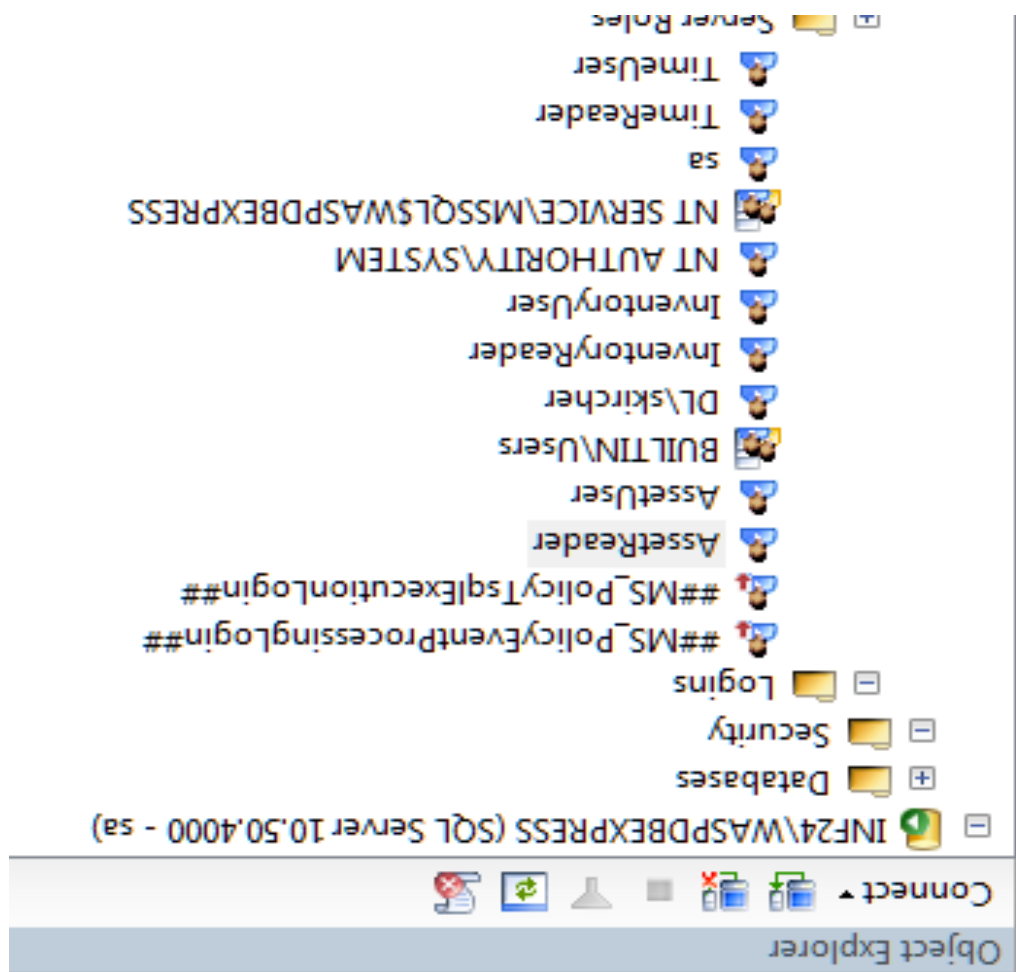 Object Explorer
Connect
INF24\WASPDBEXPRESS (SQL Server 10.50.4000 - sa)
Databases
Security
Logins
##MS_PolicyEventProcessingLogin##
##MS_PolicyTsqlExecutionLogin##
AssetReader
AssetUser
BUILTIN\Users
DL\skircher
InventoryReader
InventoryUser
NT AUTHORITY\SYSTEM
NT SERVICE\MSSQL$WASPDBEXPRESS
sa
TimeReader
TimeUser
Server Roles